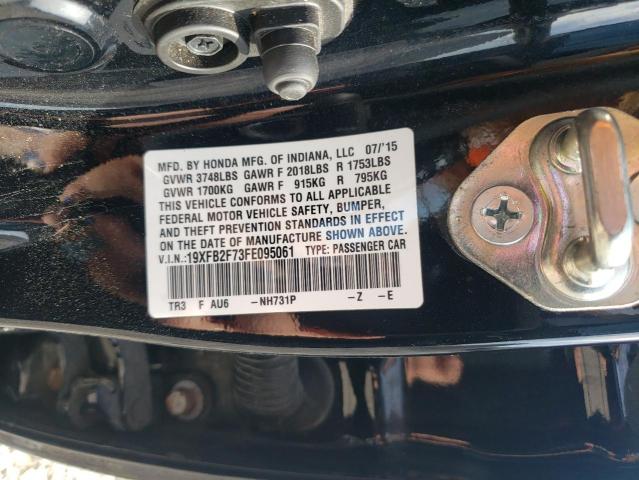 MFD. BY HONDA MFG. OF INDIANA, LLC 07/'15
GVWR 3748LBS GAWR F 2018LBS R 1753LBS
GVWR 1700KG GAWR F 915KG R 795KG
THIS VEHICLE CONFORMS TO ALL APPLICABLE
FEDERAL MOTOR VEHICLE SAFETY, BUMPER,
AND THEFT PREVENTION STANDARDS IN EFFECT
ON THE DATE OF MANUFACTURE SHOWN ABOVE.
V.I.N.:19XFB2F73FE095061 TYPE: PASSENGER CAR
TR3 F AU6 –NH731P –Z –E